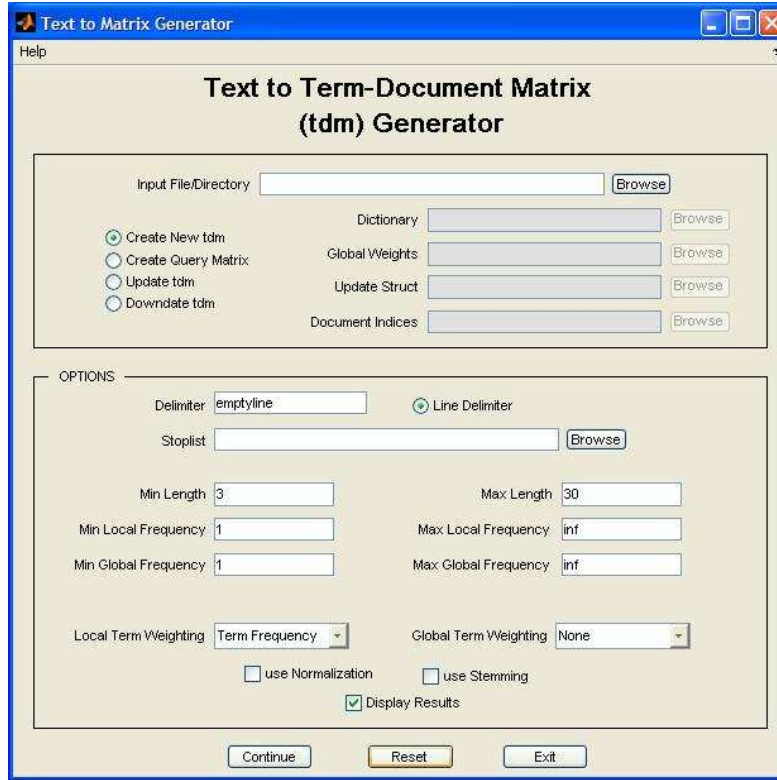 Text to Matrix Generator
Help
Text to Term-Document Matrix
(tdm) Generator
Input File/Directory Browse
Dictionary Browse
Create New tdm
Global Weights Browse
Create Query Matrix
Update tdm
Update Struct Browse
Downdate tdm
Document Indices Browse
OPTIONS
Delimiter emptyline Line Delimiter
Stoplist Browse
Min Length 3 Max Length 30
Min Local Frequency 1 Max Local Frequency inf
Min Global Frequency 1 Max Global Frequency inf
Local Term Weighting Term Frequency Global Term Weighting None
use Normalization use Stemming
Display Results
Continue Reset Exit